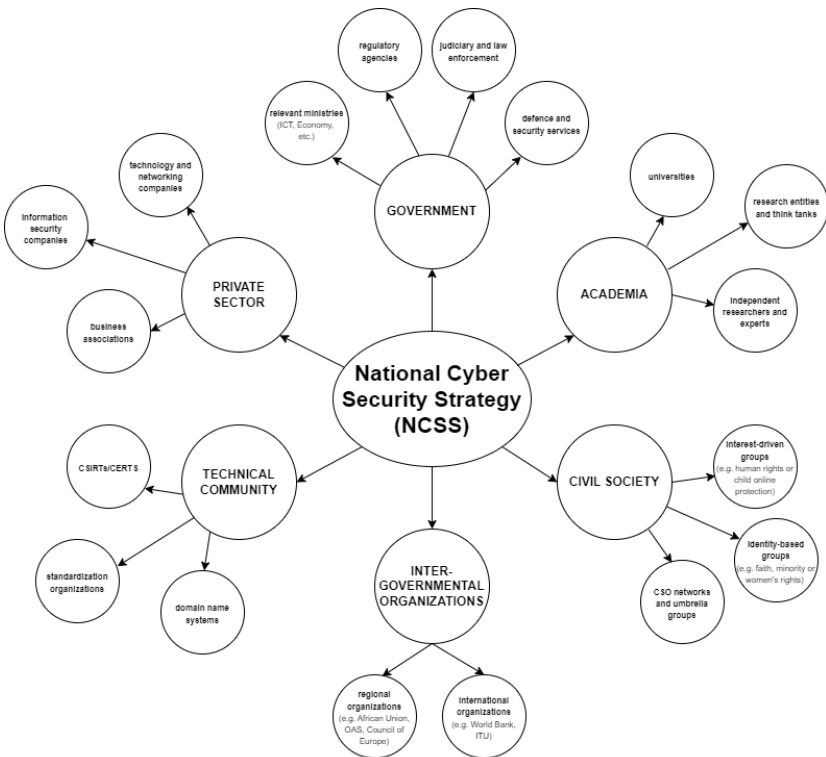 regulatory
agencies
judiciary and law
enforcement
relevant ministries
(ICT, Economy,
etc.)
defence and
security services
GOVERNMENT
technology and
networking
companies
information
security
companies
PRIVATE
SECTOR
business
associations
universities
research entities
and think tanks
ACADEMIA
independent
researchers and
experts
National Cyber
Security Strategy
(NCSS)
CSIRTs/CERTS
TECHNICAL
COMMUNITY
standardization
organizations
domain name
systems
INTER-
GOVERNMENTAL
ORGANIZATIONS
regional
organizations
(e.g. African Union,
OAS, Council of
Europe)
international
organizations
(e.g. World Bank,
ITU)
CIVIL SOCIETY
interest-driven
groups
(e.g. human rights or
child online
protection)
identity-based
groups
(e.g. faith, minority or
women's rights)
CSO networks
and umbrella
groups